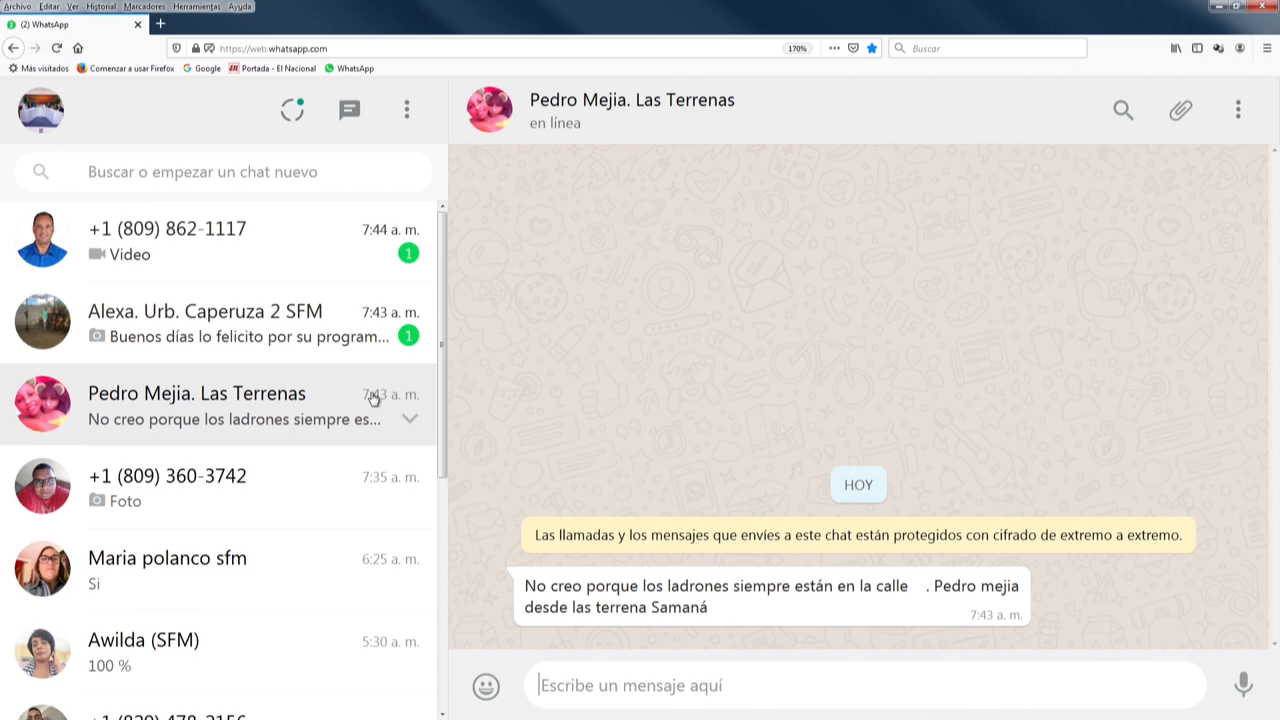 Archivo Editar Ver Historial Marcadores Herramientas Ayuda
(2) WhatsApp
https://web.whatsapp.com
170%
Buscar
Más visitados
Comenzar a usar Firefox
Google
Portada - El Nacional
WhatsApp
Buscar o empezar un chat nuevo
+1 (809) 862-1117
7:44 a. m.
Video
1
Alexa. Urb. Caperuza 2 SFM
7:43 a. m.
Buenos días lo felicito por su program...
1
Pedro Mejia. Las Terrenas
7:43 a. m.
No creo porque los ladrones siempre es...
+1 (809) 360-3742
7:35 a. m.
Foto
Maria polanco sfm
6:25 a. m.
Si
Awilda (SFM)
5:30 a. m.
100 %
Pedro Mejia. Las Terrenas
en línea
HOY
Las llamadas y los mensajes que envíes a este chat están protegidos con cifrado de extremo a extremo.
No creo porque los ladrones siempre están en la calle . Pedro mejia
desde las terrena Samaná
7:43 a. m.
Escribe un mensaje aquí